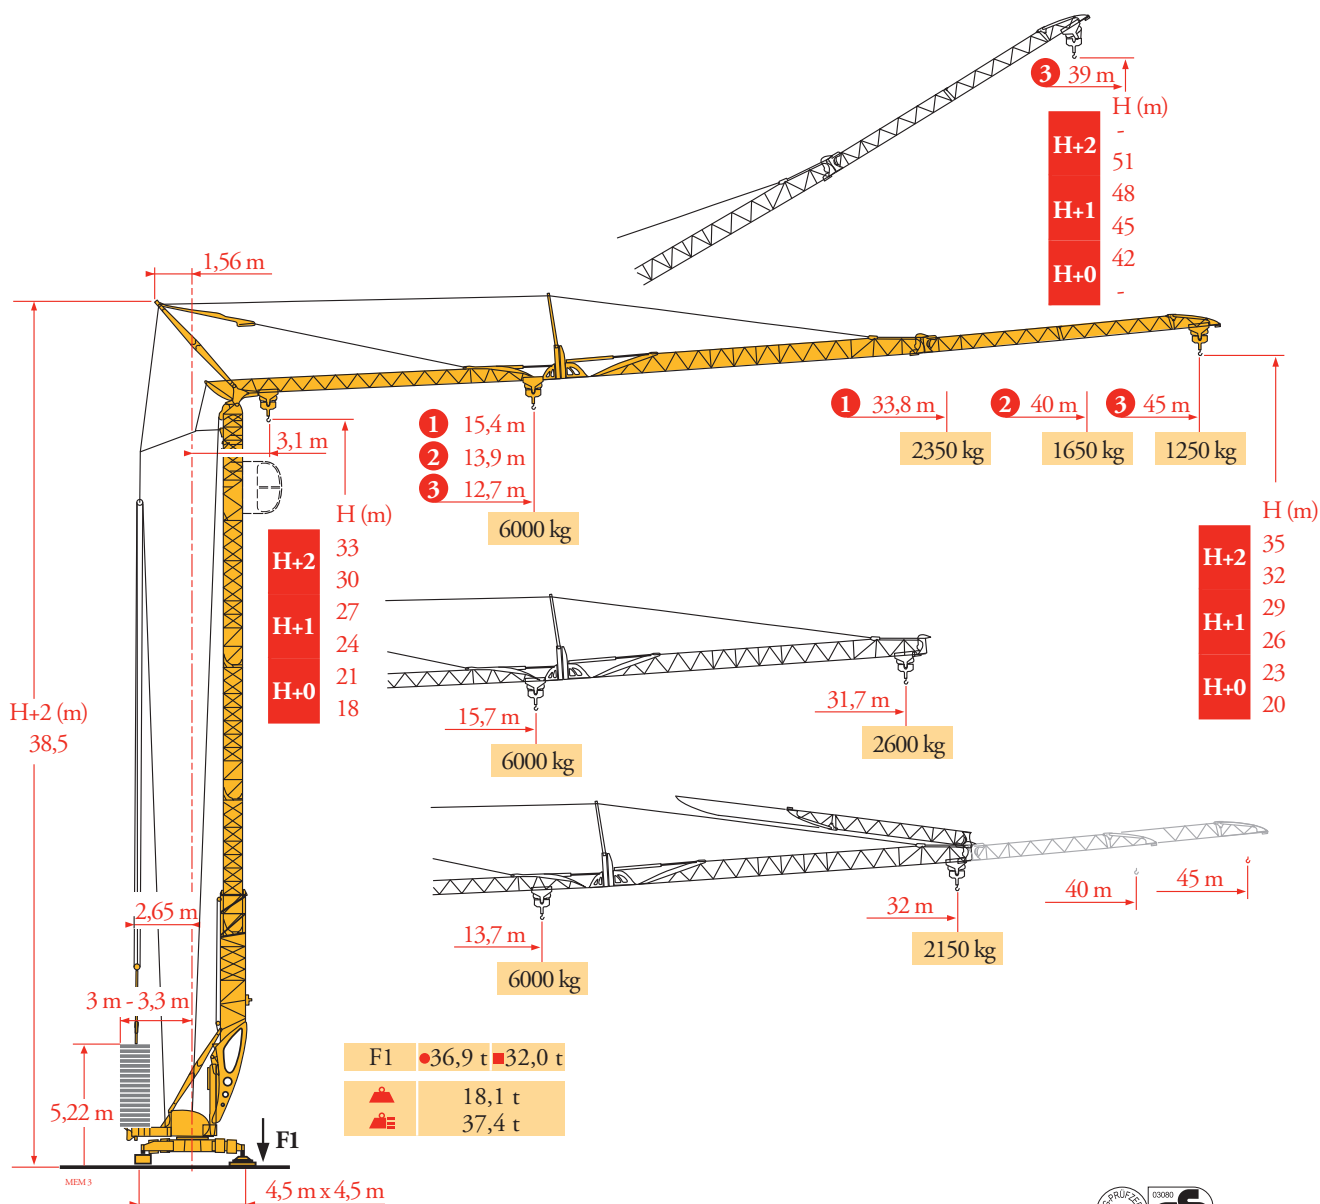 3 39 m
H (m)
H+2
-
51
H+1
48
45
H+0
42
-
1,56 m
3,1 m
1 15,4 m
2 13,9 m
3 12,7 m
6000 kg
1 33,8 m
2 40 m
3 45 m
2350 kg
1650 kg
1250 kg
H (m)
H+2
33
30
H+1
27
24
H+0
21
18
H (m)
H+2
35
32
H+1
29
26
H+0
23
20
15,7 m
6000 kg
31,7 m
2600 kg
H+2 (m)
38,5
13,7 m
6000 kg
32 m
2150 kg
40 m
45 m
2,65 m
3 m - 3,3 m
5,22 m
F1 36,9 t 32,0 t
18,1 t
37,4 t
F1
MEM 3
4,5 m x 4,5 m
03080